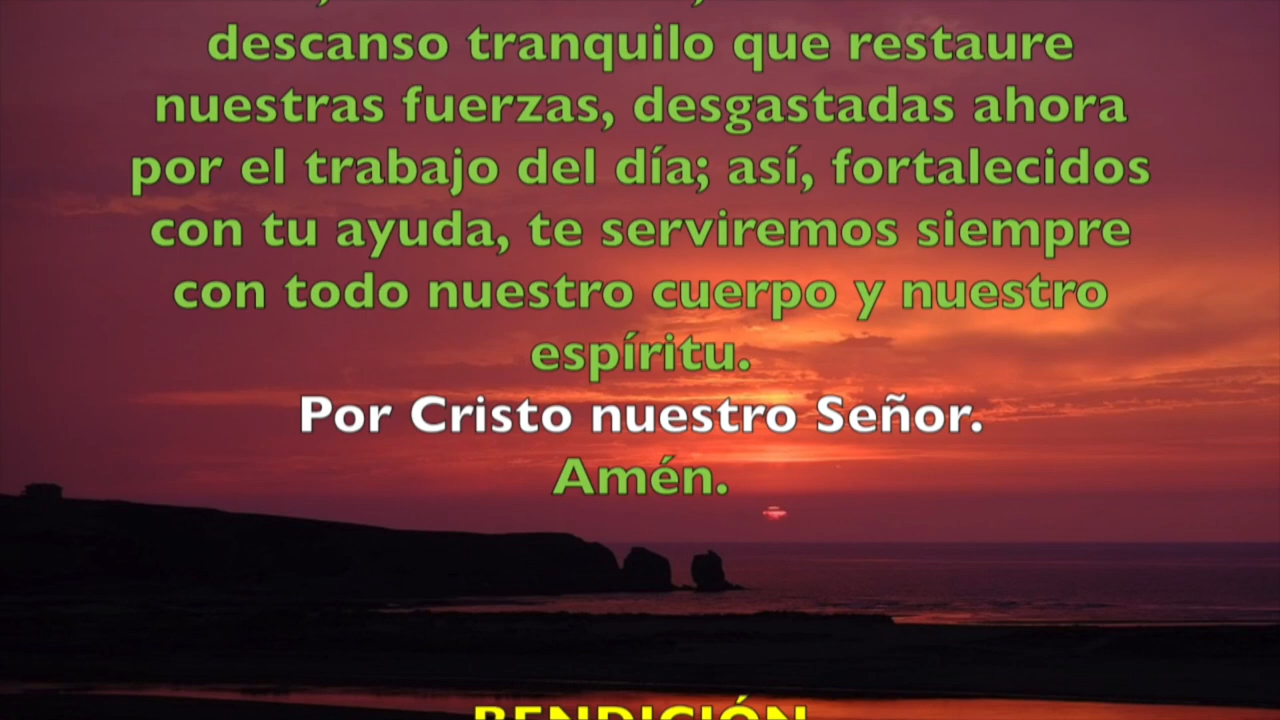 descanso tranquilo que restaure
nuestras fuerzas, desgastadas ahora
por el trabajo del día; así, fortalecidos
con tu ayuda, te serviremos siempre
con todo nuestro cuerpo y nuestro
espíritu.
Por Cristo nuestro Señor.
Amén.
BENDICIÓN